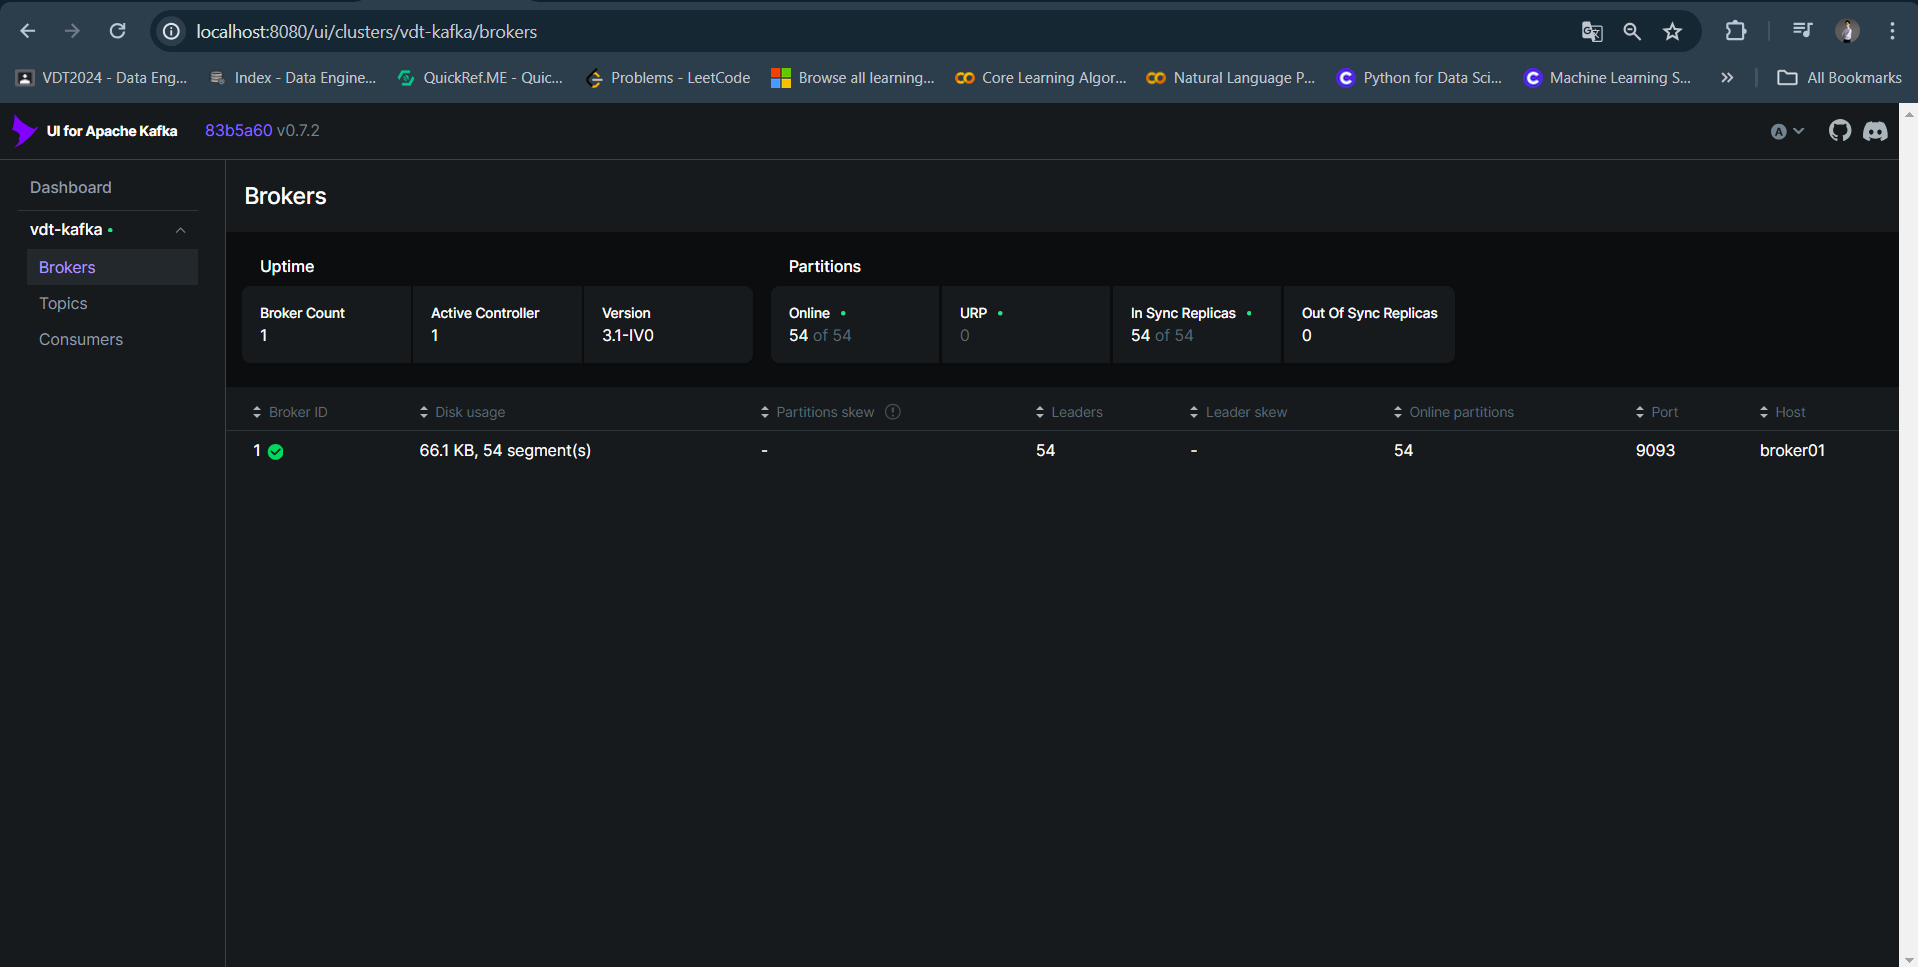 localhost:8080/ui/clusters/vdt-kafka/brokers
VDT2024 - Data Eng... Index - Data Engine... QuickRef.ME - Quic... Problems - LeetCode Browse all learning... Core Learning Algor... Natural Language P... Python for Data Sci... Machine Learning S... » All Bookmarks
UI for Apache Kafka 83b5a60 v0.7.2 A
Dashboard
vdt-kafka
Brokers
Topics
Consumers
Brokers
Uptime Partitions
Broker Count Active Controller Version Online URP In Sync Replicas Out Of Sync Replicas
1 1 3.1-IV0 54 of 54 0 54 of 54 0
Broker ID Disk usage Partitions skew Leaders Leader skew Online partitions Port Host
1 66.1 KB, 54 segment(s) - 54 - 54 9093 broker01